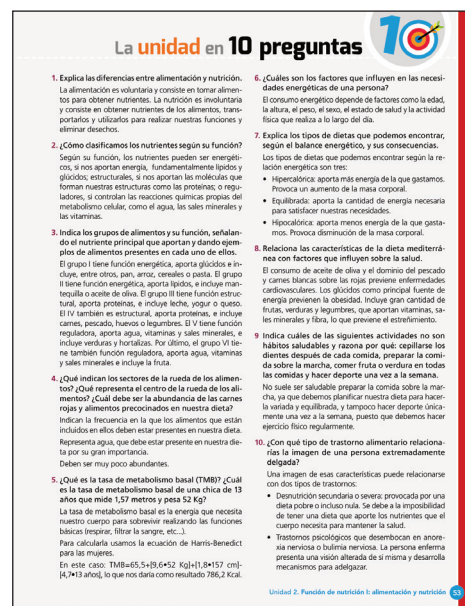 La unidad en 10 preguntas
10
1. Explica las diferencias entre alimentación y nutrición.
La alimentación es voluntaria y consiste en tomar alimen-
tos para obtener nutrientes. La nutrición es involuntaria
y consiste en obtener nutrientes de los alimentos, trans-
portarlos y utilizarlos para realizar nuestras funciones y
eliminar desechos.
2. ¿Cómo clasificamos los nutrientes según su función?
Según su función, los nutrientes pueden ser energéti-
cos, si nos aportan energía, fundamentalmente lípidos y
glúcidos; estructurales, si nos aportan las moléculas que
forman nuestras estructuras como las proteínas; o regu-
ladores, si controlan las reacciones químicas propias del
metabolismo celular, como el agua, las sales minerales y
las vitaminas.
3. Indica los grupos de alimentos y su función, señalan-
do el nutriente principal que aportan y dando ejem-
plos de alimentos presentes en cada uno de ellos.
El grupo I tiene función energética, aporta glúcidos e in-
cluye, entre otros, pan, arroz, cereales o pasta. El grupo
II tiene función energética, aporta lípidos, e incluye man-
tequilla o aceite de oliva. El grupo III tiene función estruc-
tural, aporta proteínas, e incluye leche, yogur o queso.
El IV también es estructural, aporta proteínas, e incluye
carnes, pescado, huevos o legumbres. El V tiene función
reguladora, aporta agua, vitaminas y sales minerales, e
incluye verduras y hortalizas. Por último, el grupo VI tie-
ne también función reguladora, aporta agua, vitaminas
y sales minerales e incluye la fruta.
4. ¿Qué indican los sectores de la rueda de los alimen-
tos? ¿Qué representa el centro de la rueda de los ali-
mentos? ¿Cuál debe ser la abundancia de las carnes
rojas y alimentos precocinados en nuestra dieta?
Indican la frecuencia en la que los alimentos que están
incluidos en ellos deben estar presentes en nuestra dieta.
Representa agua, que debe estar presente en nuestra die-
ta por su gran importancia.
Deben ser muy poco abundantes.
5. ¿Qué es la tasa de metabolismo basal (TMB)? ¿Cuál
es la tasa de metabolismo basal de una chica de 13
años que mide 1,57 metros y pesa 52 Kg?
La tasa de metabolismo basal es la energía que necesita
nuestro cuerpo para sobrevivir realizando las funciones
básicas (respirar, filtrar la sangre, etc...).
Para calcularla usamos la ecuación de Harris-Benedict
para las mujeres.
En este caso: TMB=65,5+[9,6•52 Kg]+[1,8•157 cm]-
[4,7•13 años], lo que nos daría como resultado 786,2 Kcal.
6. ¿Cuáles son los factores que influyen en las necesi-
dades energéticas de una persona?
El consumo energético depende de factores como la edad,
la altura, el peso, el sexo, el estado de salud y la actividad
física que realiza a lo largo del día.
7. Explica los tipos de dietas que podemos encontrar,
según el balance energético, y sus consecuencias.
Los tipos de dietas que podemos encontrar según la re-
lación energética son tres:
• Hipercalórica: aporta más energía de la que gastamos.
Provoca un aumento de la masa corporal.
• Equilibrada: aporta la cantidad de energía necesaria
para satisfacer nuestras necesidades.
• Hipocalórica: aporta menos energía de la que gasta-
mos. Provoca disminución de la masa corporal.
8. Relaciona las características de la dieta mediterrá-
nea con factores que influyen sobre la salud.
El consumo de aceite de oliva y el dominio del pescado
y carnes blancas sobre las rojas previene enfermedades
cardiovasculares. Los glúcidos como principal fuente de
energía previenen la obesidad. Incluye gran cantidad de
frutas, verduras y legumbres, que aportan vitaminas, sa-
les minerales y fibra, lo que previene el estreñimiento.
9 Indica cuáles de las siguientes actividades no son
hábitos saludables y razona por qué: cepillarse los
dientes después de cada comida, preparar la comi-
da sobre la marcha, comer fruta o verdura en todas
las comidas y hacer deporte una vez a la semana.
No suele ser saludable preparar la comida sobre la mar-
cha, ya que debemos planificar nuestra dieta para hacer-
la variada y equilibrada, y tampoco hacer deporte única-
mente una vez a la semana, puesto que debemos hacer
ejercicio físico regularmente.
10. ¿Con qué tipo de trastorno alimentario relaciona-
rías la imagen de una persona extremadamente
delgada?
Una imagen de esas características puede relacionarse
con dos tipos de trastornos:
• Desnutrición secundaria o severa: provocada por una
dieta pobre o incluso nula. Se debe a la imposibilidad
de tener una dieta que aporte los nutrientes que el
cuerpo necesita para mantener la salud.
• Trastornos psicológicos que desembocan en anore-
xia nerviosa o bulimia nerviosa. La persona enferma
presenta una visión alterada de sí misma y desarrolla
mecanismos para adelgazar.
Unidad 2. Función de nutrición I: alimentación y nutrición 53